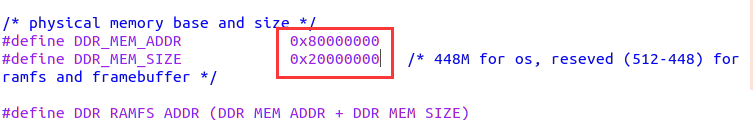 /* physical memory base and size */
#define DDR_MEM_ADDR 0x80000000
#define DDR_MEM_SIZE 0x20000000 /* 448M for os, reseved (512-448) for
ramfs and framebuffer */
#define DDR_RAMFS_ADDR (DDR_MEM_ADDR + DDR_MEM_SIZE)